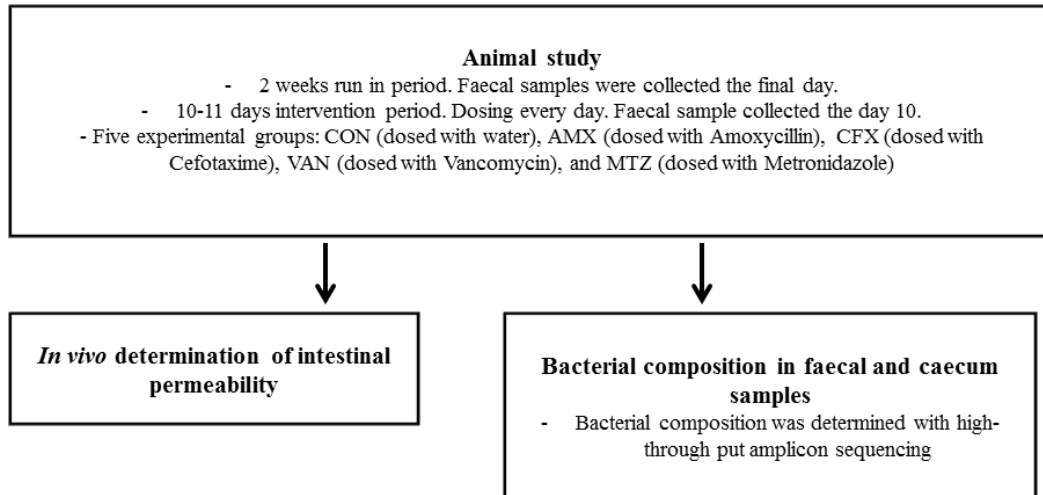 Animal study
- 2 weeks run in period. Faecal samples were collected the final day.
- 10-11 days intervention period. Dosing every day. Faecal sample collected the day 10.
- Five experimental groups: CON (dosed with water), AMX (dosed with Amoxycillin), CFX (dosed with
Cefotaxime), VAN (dosed with Vancomycin), and MTZ (dosed with Metronidazole)
In vivo determination of intestinal
permeability
Bacterial composition in faecal and caecum
samples
- Bacterial composition was determined with high-
through put amplicon sequencing